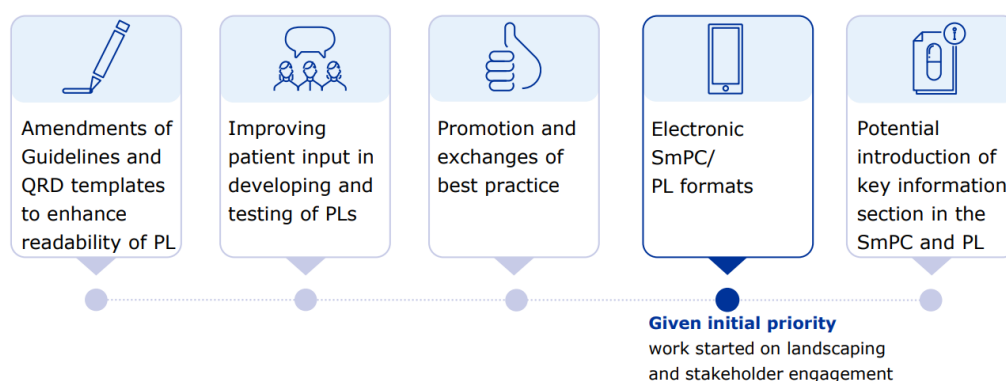 Amendments of
Guidelines and
QRD templates
to enhance
readability of PL
Improving
patient input in
developing and
testing of PLs
Promotion and
exchanges of
best practice
Electronic
SmPC/
PL formats
Potential
introduction of
key information
section in the
SmPC and PL
Given initial priority
work started on landscaping
and stakeholder engagement